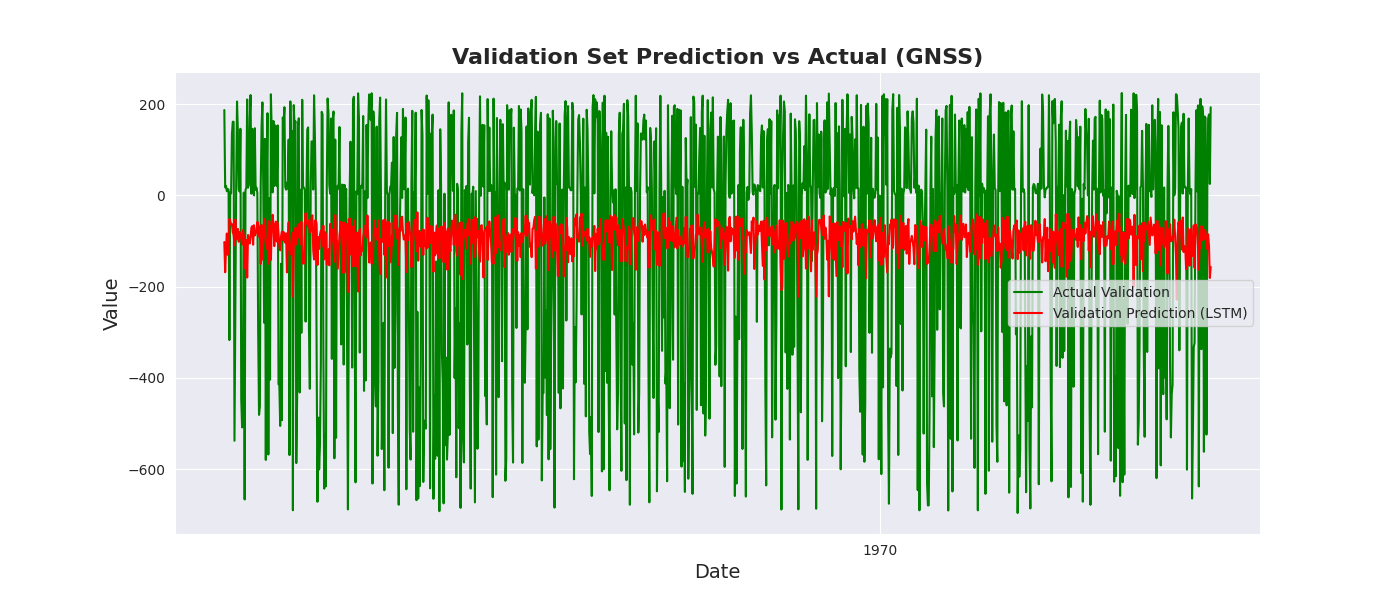 Validation Set Prediction vs Actual (GNSS)
200
0
−200
−400
−600
Value
Actual Validation
Validation Prediction (LSTM)
1970
Date